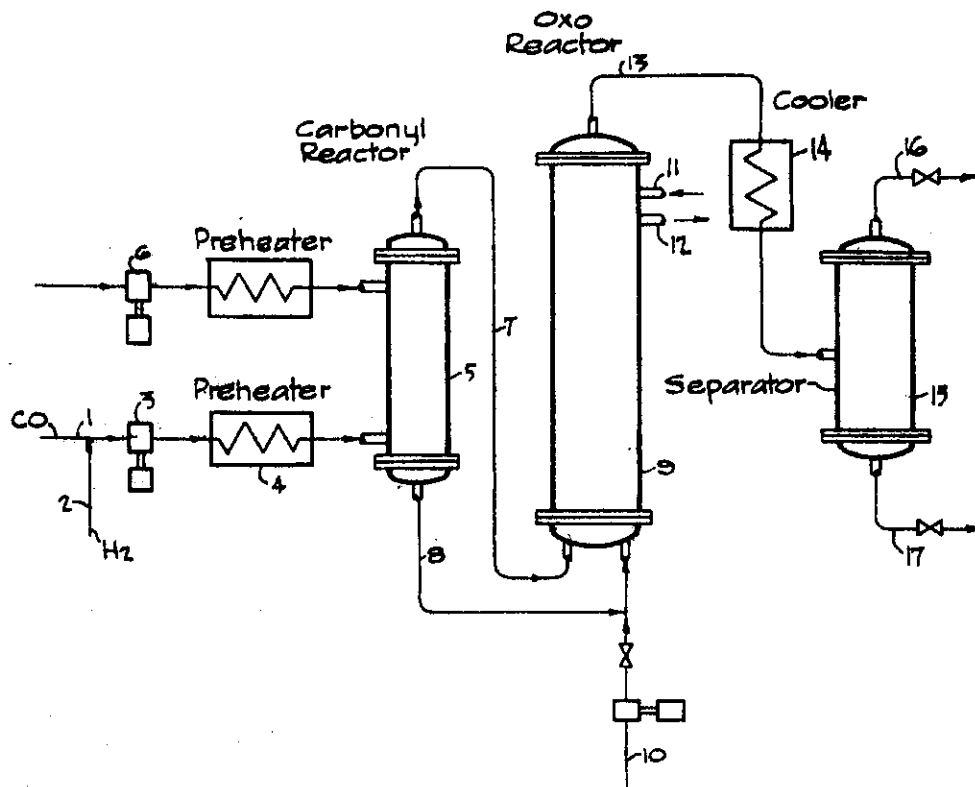 Oxo
Reactor
13
Cooler
Carbonyl
Reactor
14
16
11
12
Preheater
6
7
5
Preheater
Separator
15
CO
1
3
4
9
2
H2
8
17
10